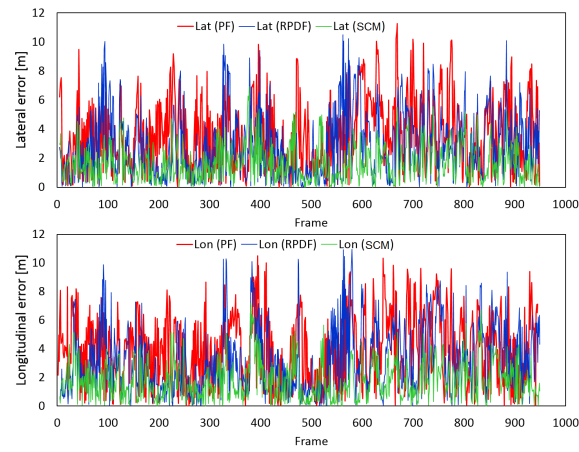 Lat (PF) Lat (RPDF) Lat (SCM)
Lateral error [m]
12
10
8
6
4
2
0
0 100 200 300 400 500 600 700 800 900 1000
Frame
Lon (PF) Lon (RPDF) Lon (SCM)
Longitudinal error [m]
12
10
8
6
4
2
0
0 100 200 300 400 500 600 700 800 900 1000
Frame